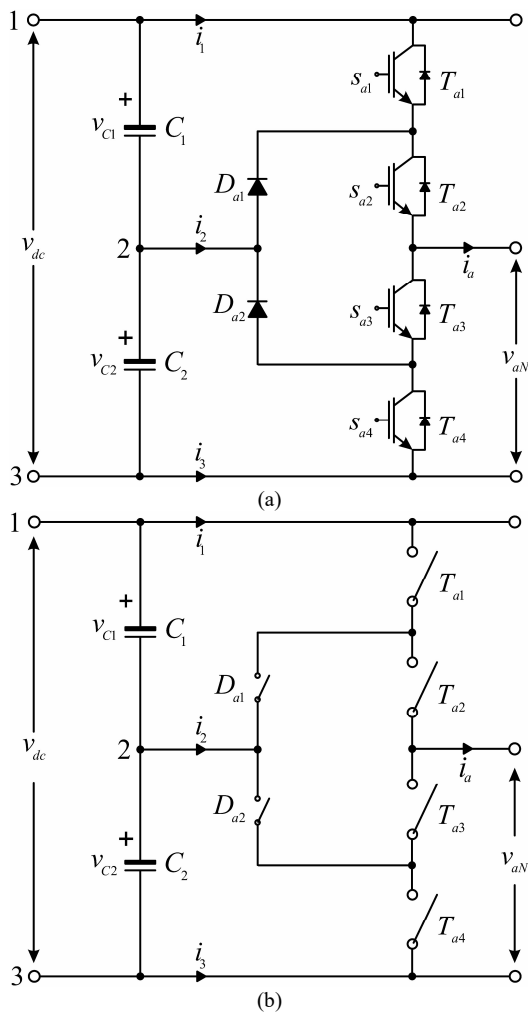 1
i1
sa1
Ta1
+
vC1
C1
Da1
sa2
Ta2
vdc
2
i2
ia
Da2
sa3
Ta3
+
vC2
C2
vaN
sa4
Ta4
3
i3
(a)
1
i1
Ta1
+
vC1
C1
Da1
Ta2
vdc
2
i2
ia
Da2
Ta3
+
vC2
C2
vaN
Ta4
3
i3
(b)